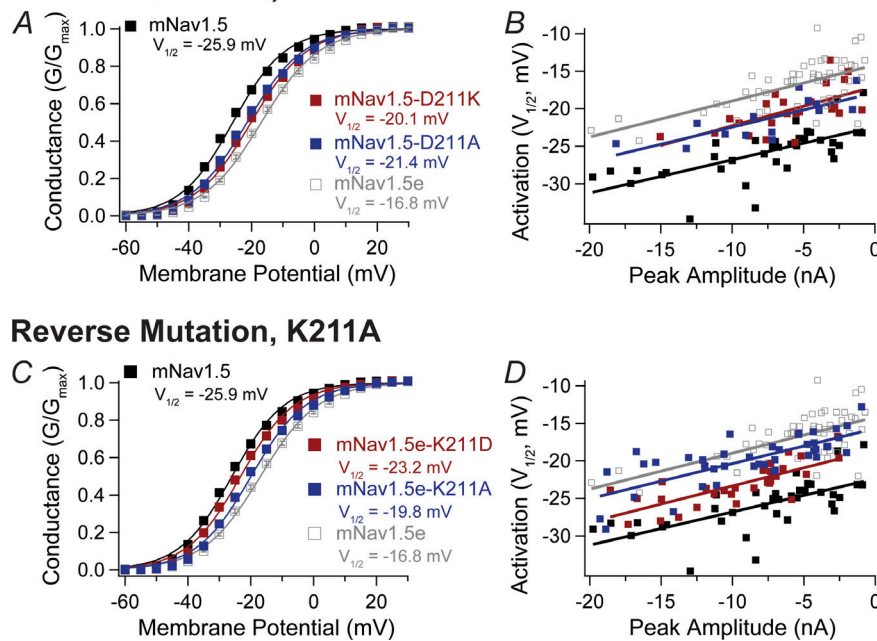 A
mNav1.5
V1/2 = -25.9 mV
mNav1.5-D211K
V1/2 = -20.1 mV
mNav1.5-D211A
V1/2 = -21.4 mV
mNav1.5e
V1/2 = -16.8 mV
Conductance (G/Gmax)
1.0
0.8
0.6
0.4
0.2
0.0
-60 -40 -20 0 20
Membrane Potential (mV)
B
Activation (V1/2, mV)
-10
-15
-20
-25
-30
-20 -15 -10 -5 0
Peak Amplitude (nA)
Reverse Mutation, K211A
C
mNav1.5
V1/2 = -25.9 mV
mNav1.5e-K211D
V1/2 = -23.2 mV
mNav1.5e-K211A
V1/2 = -19.8 mV
mNav1.5e
V1/2 = -16.8 mV
Conductance (G/Gmax)
1.0
0.8
0.6
0.4
0.2
0.0
-60 -40 -20 0 20
Membrane Potential (mV)
D
Activation (V1/2, mV)
-10
-15
-20
-25
-30
-20 -15 -10 -5 0
Peak Amplitude (nA)